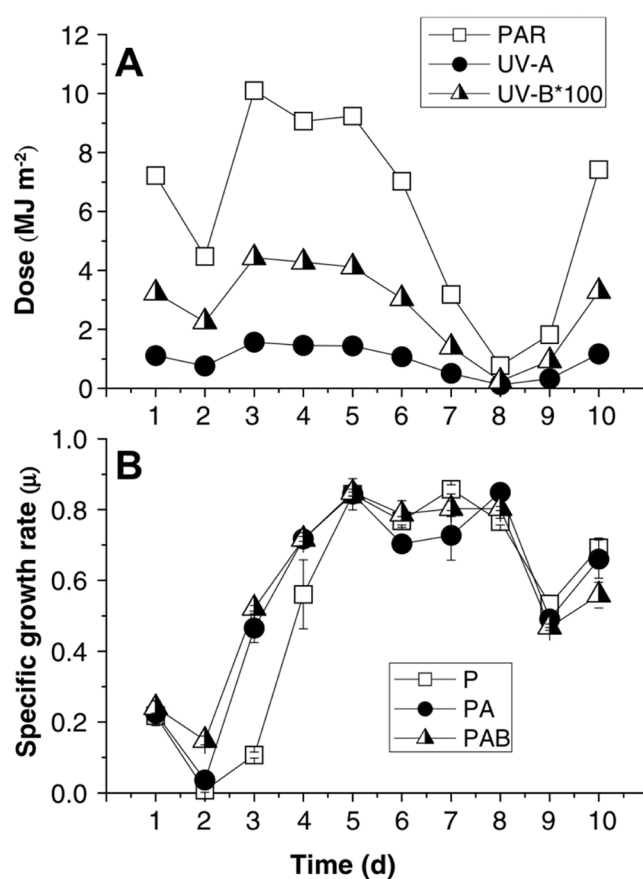 A
PAR
UV-A
UV-B*100
Dose (MJ m-2)
12
10
8
6
4
2
0
1 2 3 4 5 6 7 8 9 10
B
Specific growth rate (μ)
1.0
0.8
0.6
0.4
0.2
0.0
P
PA
PAB
1 2 3 4 5 6 7 8 9 10
Time (d)